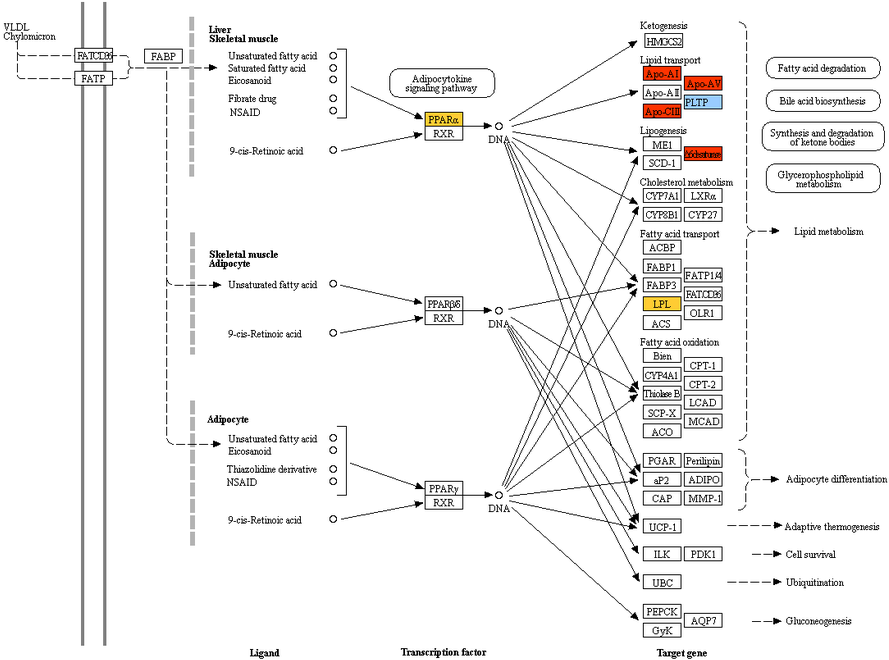 VLDL
Chylomicron
FATCD36
FATP
FABP
Liver
Skeletal muscle
Unsaturated fatty acid
Saturated fatty acid
Eicosanoid
Fibrate drug
NSAID
9-cis-Retinoic acid
Adipocytokine
signaling pathway
PPARα
RXR
DNA
Skeletal muscle
Adipocyte
Unsaturated fatty acid
9-cis-Retinoic acid
PPARβδ
RXR
DNA
Adipocyte
Unsaturated fatty acid
Eicosanoid
Thiazolidine derivative
NSAID
9-cis-Retinoic acid
PPARγ
RXR
DNA
Ketogenesis
HMGCS2
Lipid transport
Apo-AI
Apo-AV
Apo-AII
PLTP
Apo-CIII
Lipogenesis
ME1
SCD-1
Cholesterol metabolism
CYP7A1
LXRα
CYP8B1
CYP27
Fatty acid transport
ACBP
FABP1
FATP1/4
FABP3
FATCD36
LPL
OLR1
ACS
Fatty acid oxidation
Bien
CPT-1
CYP4A1
CPT-2
Thiolase B
LCAD
SCP-X
MCAD
ACO
PGAR
Perilipin
aP2
ADIPO
CAP
MMP-1
UCP-1
ILK
PDK1
UBC
PEPCK
AQP7
GyK
Fatty acid degradation
Bile acid biosynthesis
Synthesis and degradation
of ketone bodies
Glycerophospholipid
metabolism
Lipid metabolism
Adipocyte differentiation
Adaptive thermogenesis
Cell survival
Ubiquitination
Gluconeogenesis
Ligand
Transcription factor
Target gene